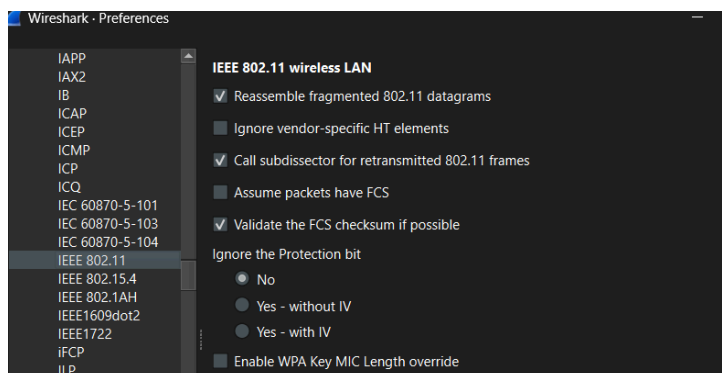 Wireshark · Preferences
IAPP
IAX2
IB
ICAP
ICEP
ICMP
ICP
ICQ
IEC 60870-5-101
IEC 60870-5-103
IEC 60870-5-104
IEEE 802.11
IEEE 802.15.4
IEEE 802.1AH
IEEE1609dot2
IEEE1722
iFCP
ILP
IEEE 802.11 wireless LAN
Reassemble fragmented 802.11 datagrams
Ignore vendor-specific HT elements
Call subdissector for retransmitted 802.11 frames
Assume packets have FCS
Validate the FCS checksum if possible
Ignore the Protection bit
No
Yes - without IV
Yes - with IV
Enable WPA Key MIC Length override